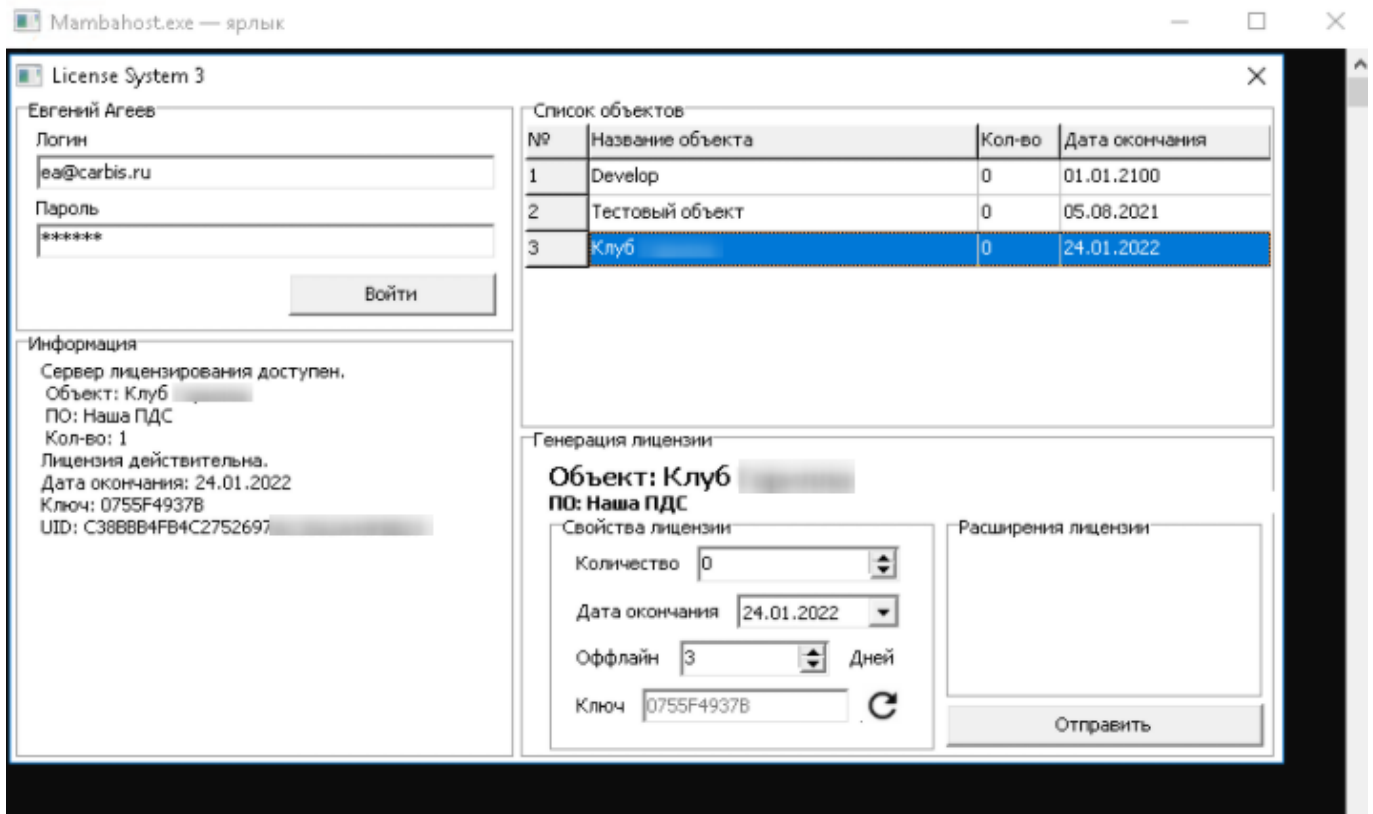 Mambahost.exe — ярлык
License System 3
Евгений Агеев
Логин
ea@carbis.ru
Пароль
******
Войти
Информация
Сервер лицензирования доступен.
Объект: Клуб
ПО: Наша ПДС
Кол-во: 1
Лицензия действительна.
Дата окончания: 24.01.2022
Ключ: 0755F4937B
UID: C38BBB4FB4C2752697
Список объектов
№ Название объекта Кол-во Дата окончания
1 Develop 0 01.01.2100
2 Тестовый объект 0 05.08.2021
3 Клуб 0 24.01.2022
Генерация лицензии
Объект: Клуб
ПО: Наша ПДС
Свойства лицензии
Количество 0
Дата окончания 24.01.2022
Оффлайн 3 Дней
Ключ 0755F4937B
Расширения лицензии
Отправить